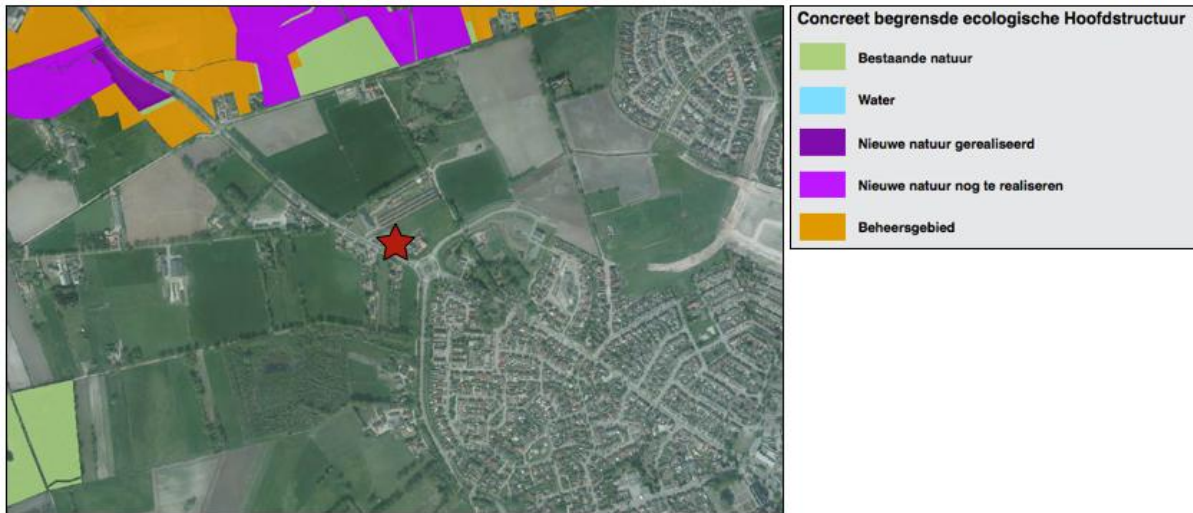 Concreet begrensde ecologische Hoofdstructuur
Bestaande natuur
Water
Nieuwe natuur gerealiseerd
Nieuwe natuur nog te realiseren
Beheersgebied